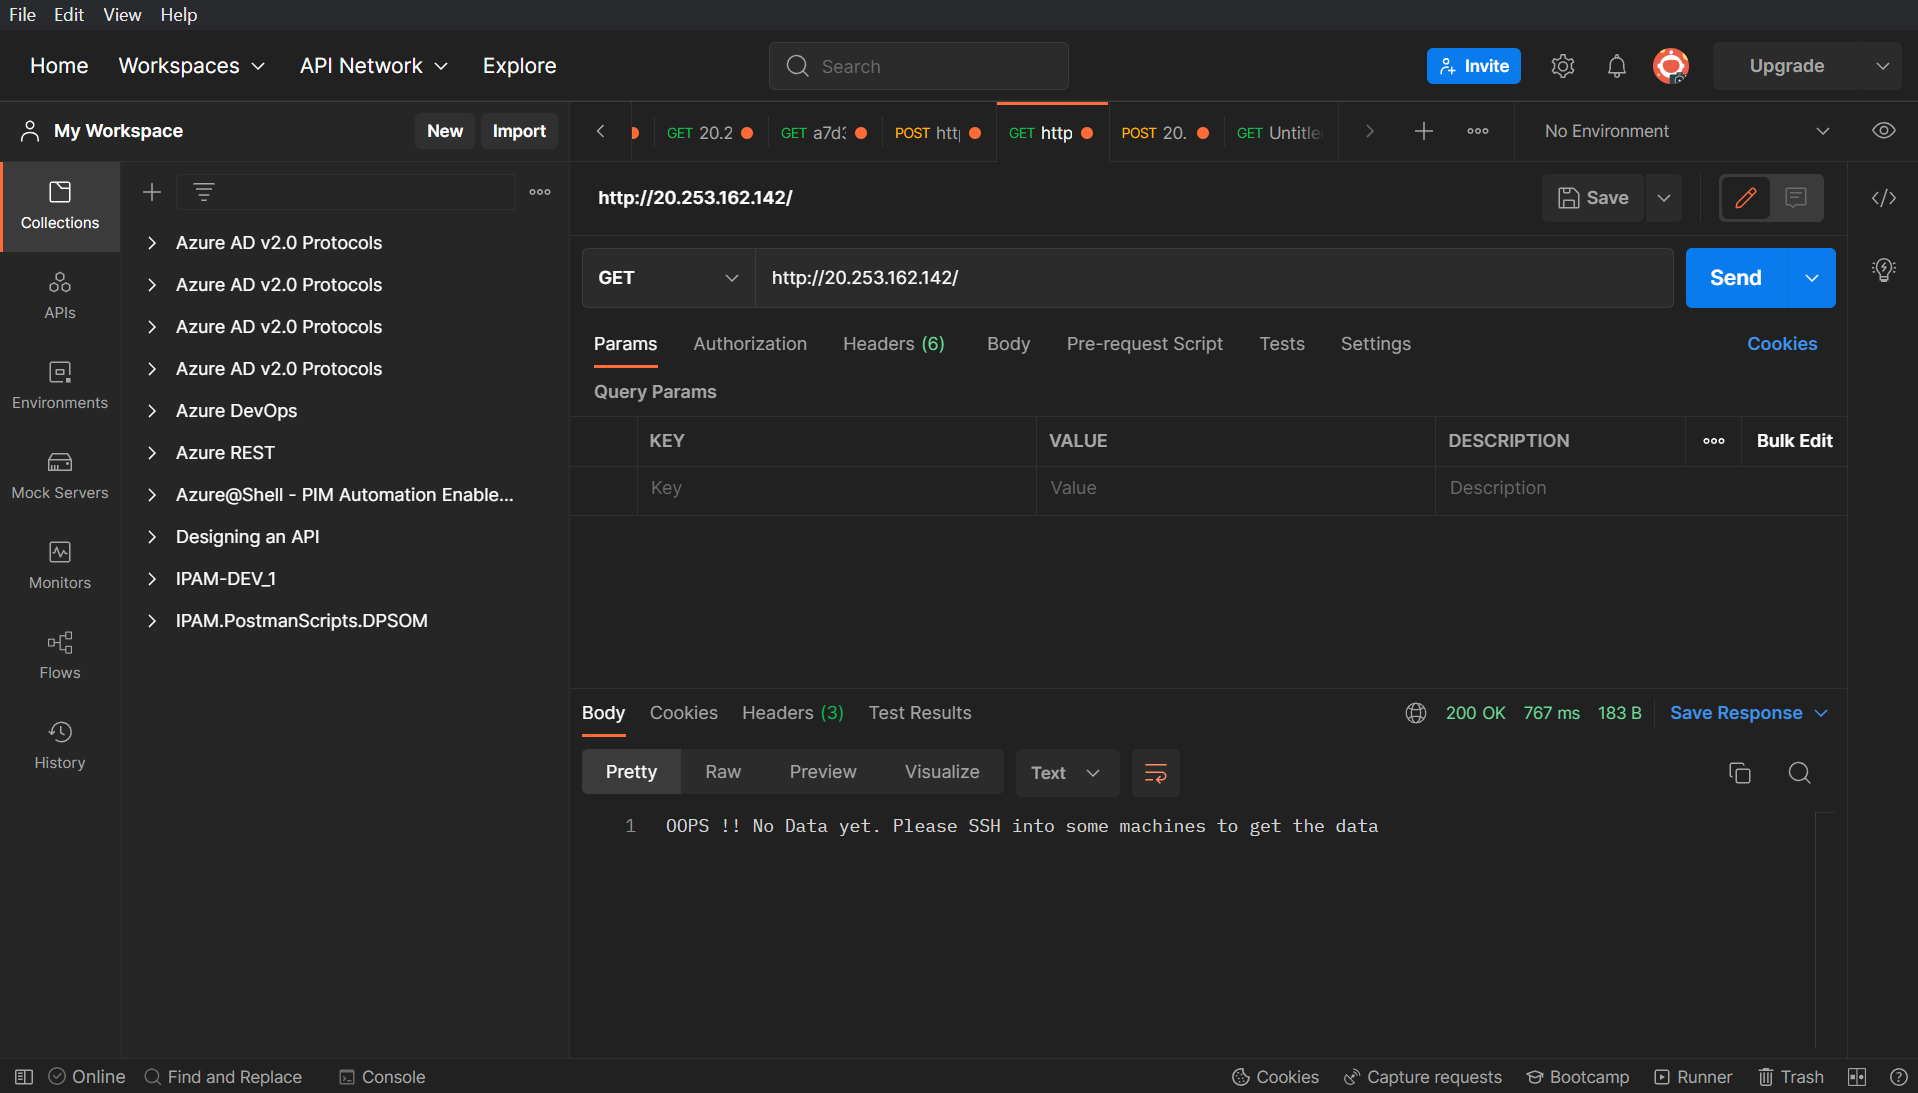 File Edit View Help
Home Workspaces API Network Explore Search Invite Upgrade
My Workspace New Import
GET 20.2 GET a7d3 POST http GET http POST 20. GET Untitle No Environment
Collections
APIs
Environments
Mock Servers
Monitors
Flows
History
Azure AD v2.0 Protocols
Azure AD v2.0 Protocols
Azure AD v2.0 Protocols
Azure AD v2.0 Protocols
Azure DevOps
Azure REST
Azure@Shell - PIM Automation Enable...
Designing an API
IPAM-DEV_1
IPAM.PostmanScripts.DPSOM
http://20.253.162.142/ Save
GET http://20.253.162.142/ Send
Params Authorization Headers (6) Body Pre-request Script Tests Settings Cookies
Query Params
KEY VALUE DESCRIPTION Bulk Edit
Key Value Description
Body Cookies Headers (3) Test Results 200 OK 767 ms 183 B Save Response
Pretty Raw Preview Visualize Text
1 OOPS !! No Data yet. Please SSH into some machines to get the data
Online Find and Replace Console Cookies Capture requests Bootcamp Runner Trash